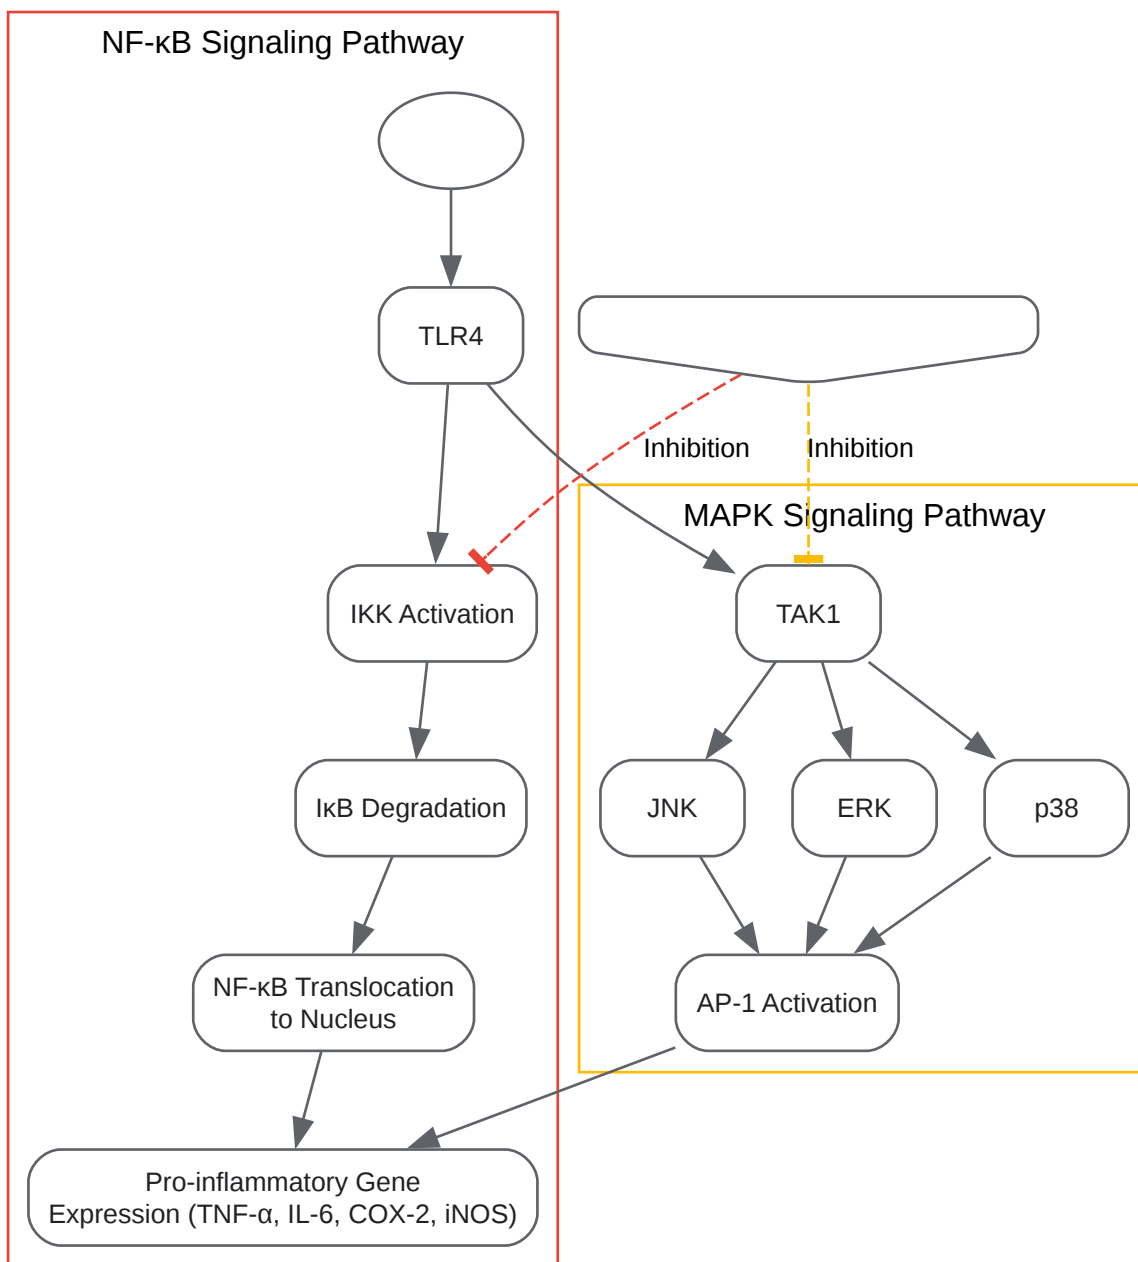 NF-κB Signaling Pathway
TLR4
Inhibition
Inhibition
MAPK Signaling Pathway
IKK Activation
TAK1
IκB Degradation
JNK
ERK
p38
NF-κB Translocation
to Nucleus
AP-1 Activation
Pro-inflammatory Gene
Expression (TNF-α, IL-6, COX-2, iNOS)